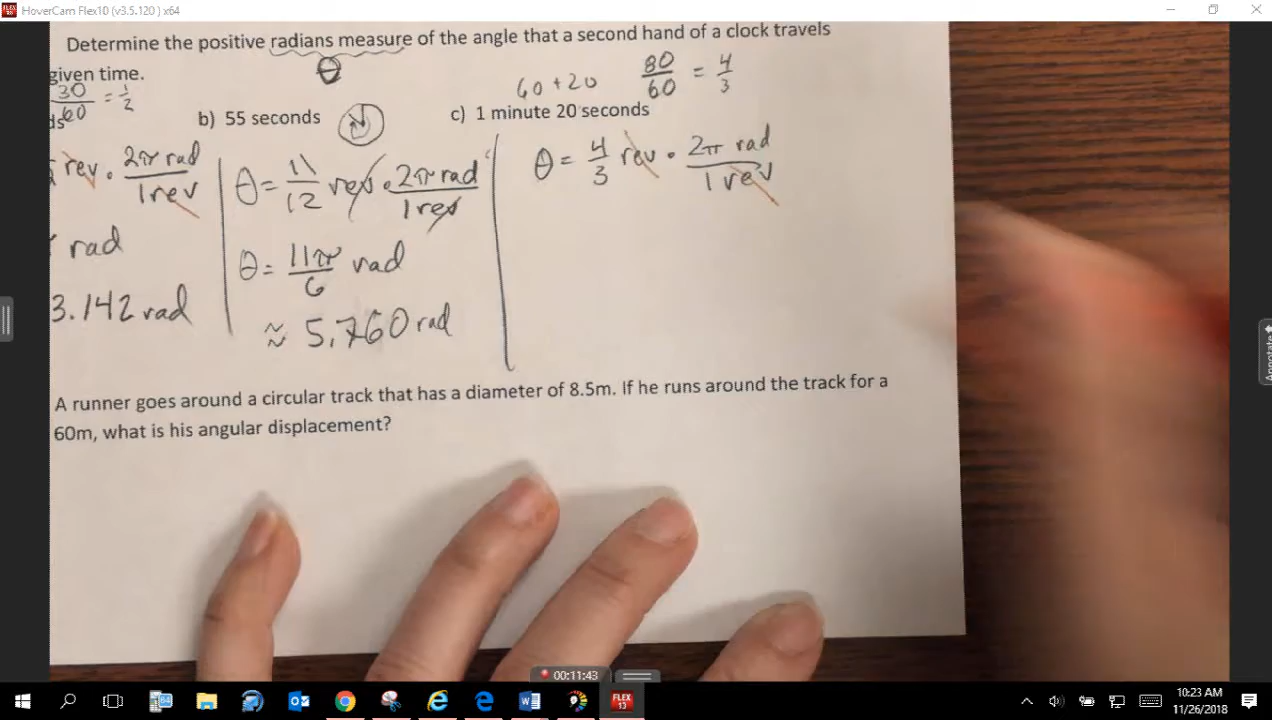 HoverCam Flex10 (v3.5.120 ) x64
Determine the positive radians measure of the angle that a second hand of a clock travels
given time.
θ
30/60 = 1/2
60 + 20
80/60 = 4/3
b) 55 seconds
c) 1 minute 20 seconds
rev · 2π rad/1 rev
rad
3.142 rad
θ = 11/12 rev · 2π rad/1 rev
θ = 11π/6 rad
≈ 5.760 rad
θ = 4/3 rev · 2π rad/1 rev
A runner goes around a circular track that has a diameter of 8.5m. If he runs around the track for a
60m, what is his angular displacement?
Annotate
00:11:43
FLEX
10:23 AM
11/26/2018